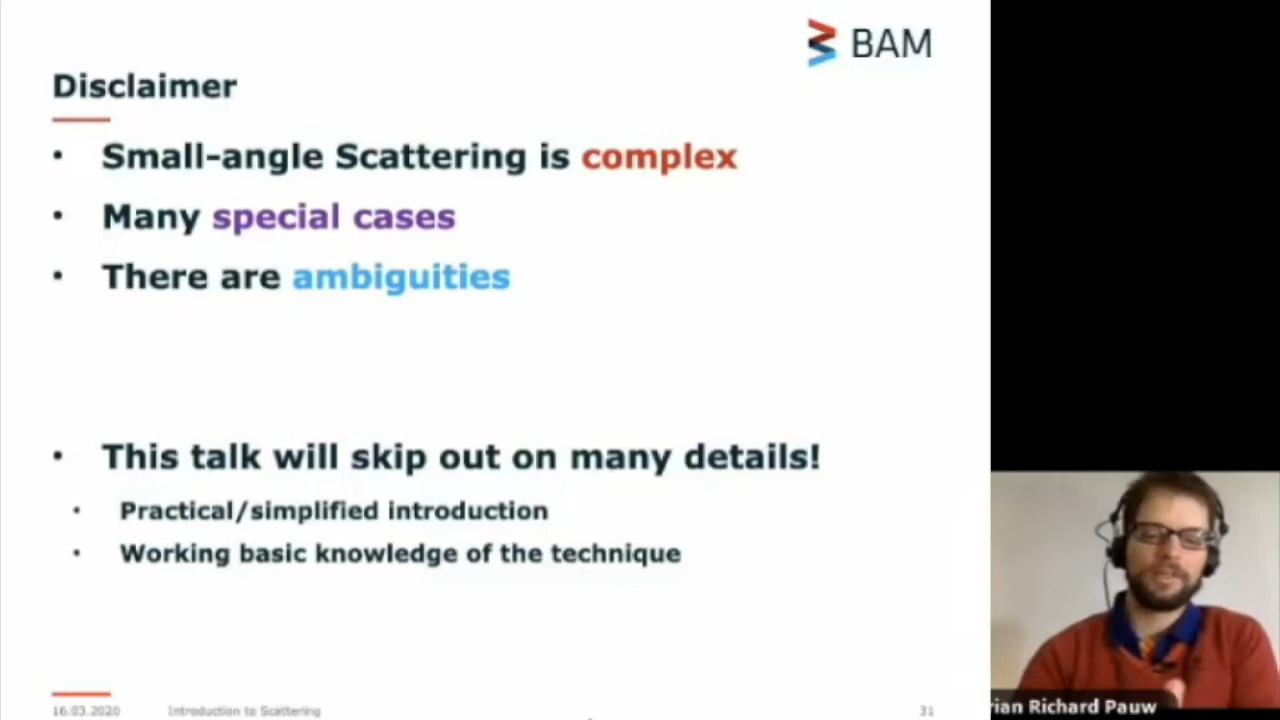 BAM
Disclaimer
• Small-angle Scattering is complex
• Many special cases
• There are ambiguities
• This talk will skip out on many details!
• Practical/simplified introduction
• Working basic knowledge of the technique
16.03.2020 Introduction to Scattering 31
rian Richard Pauw